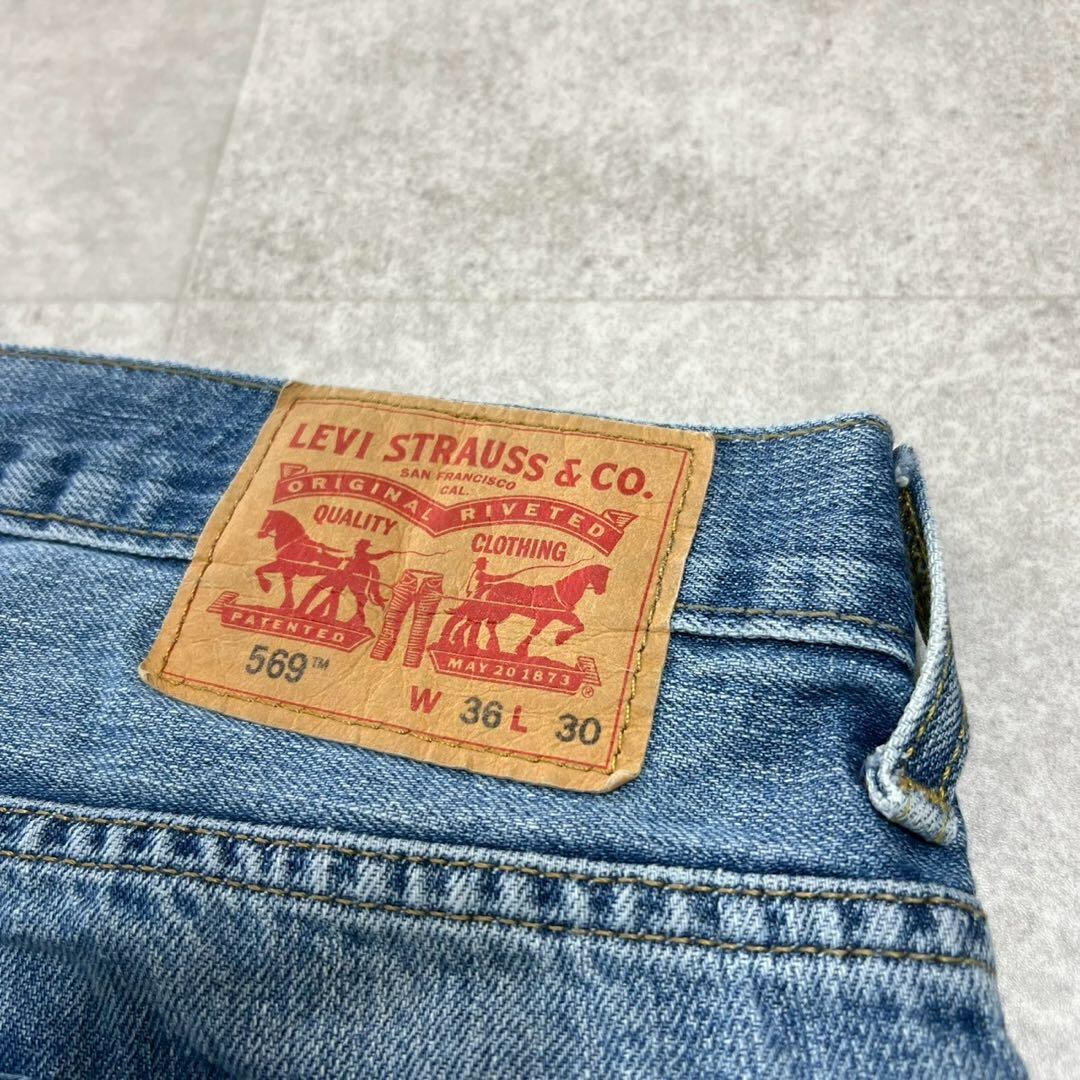 LEVI STRAUSS & CO.
SAN FRANCISCO
CAL.
ORIGINAL RIVETED
QUALITY CLOTHING
PATENTED MAY 20 1873 ®
569™
W 36 L 30